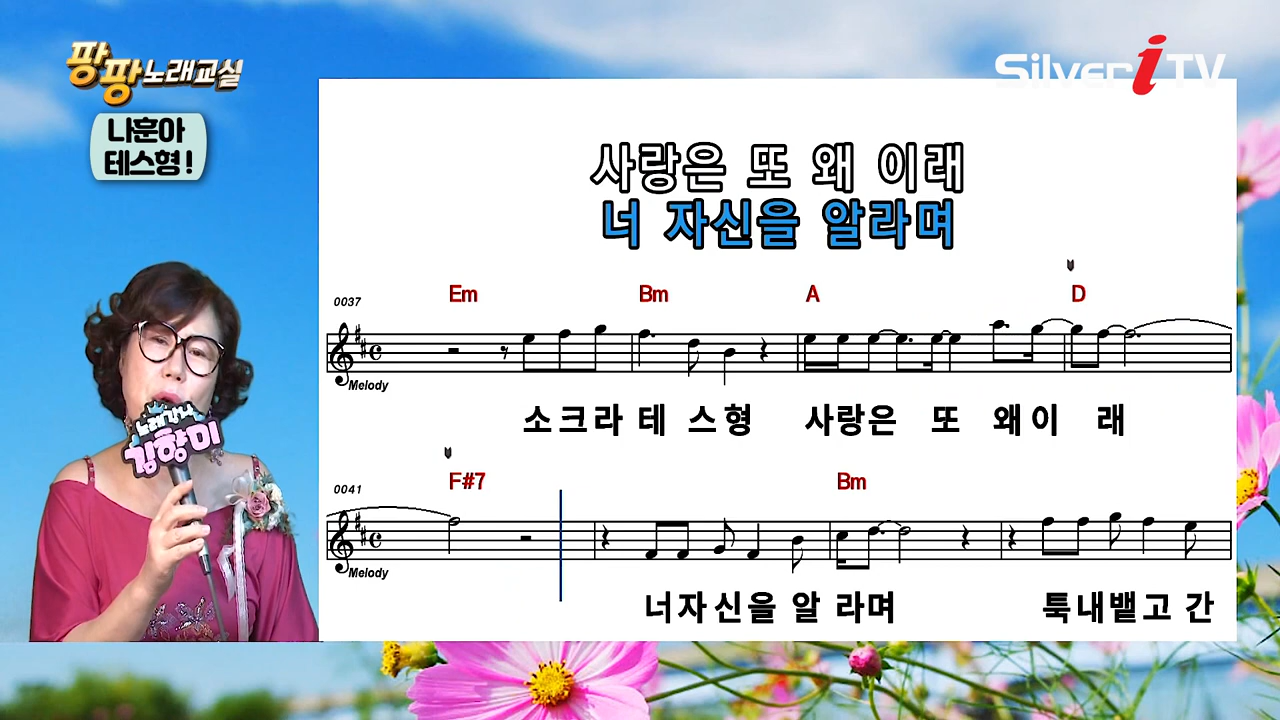 팡팡노래교실
Silver i TV
나훈아
테스형!
사랑은 또 왜 이래
너 자신을 알라며
0037 Em Bm A D
Melody
소크라 테 스형 사랑은 또 왜이 래
노래강사
김향미
0041 F#7 Bm
Melody
너자신을 알 라며 툭내뱉고 간